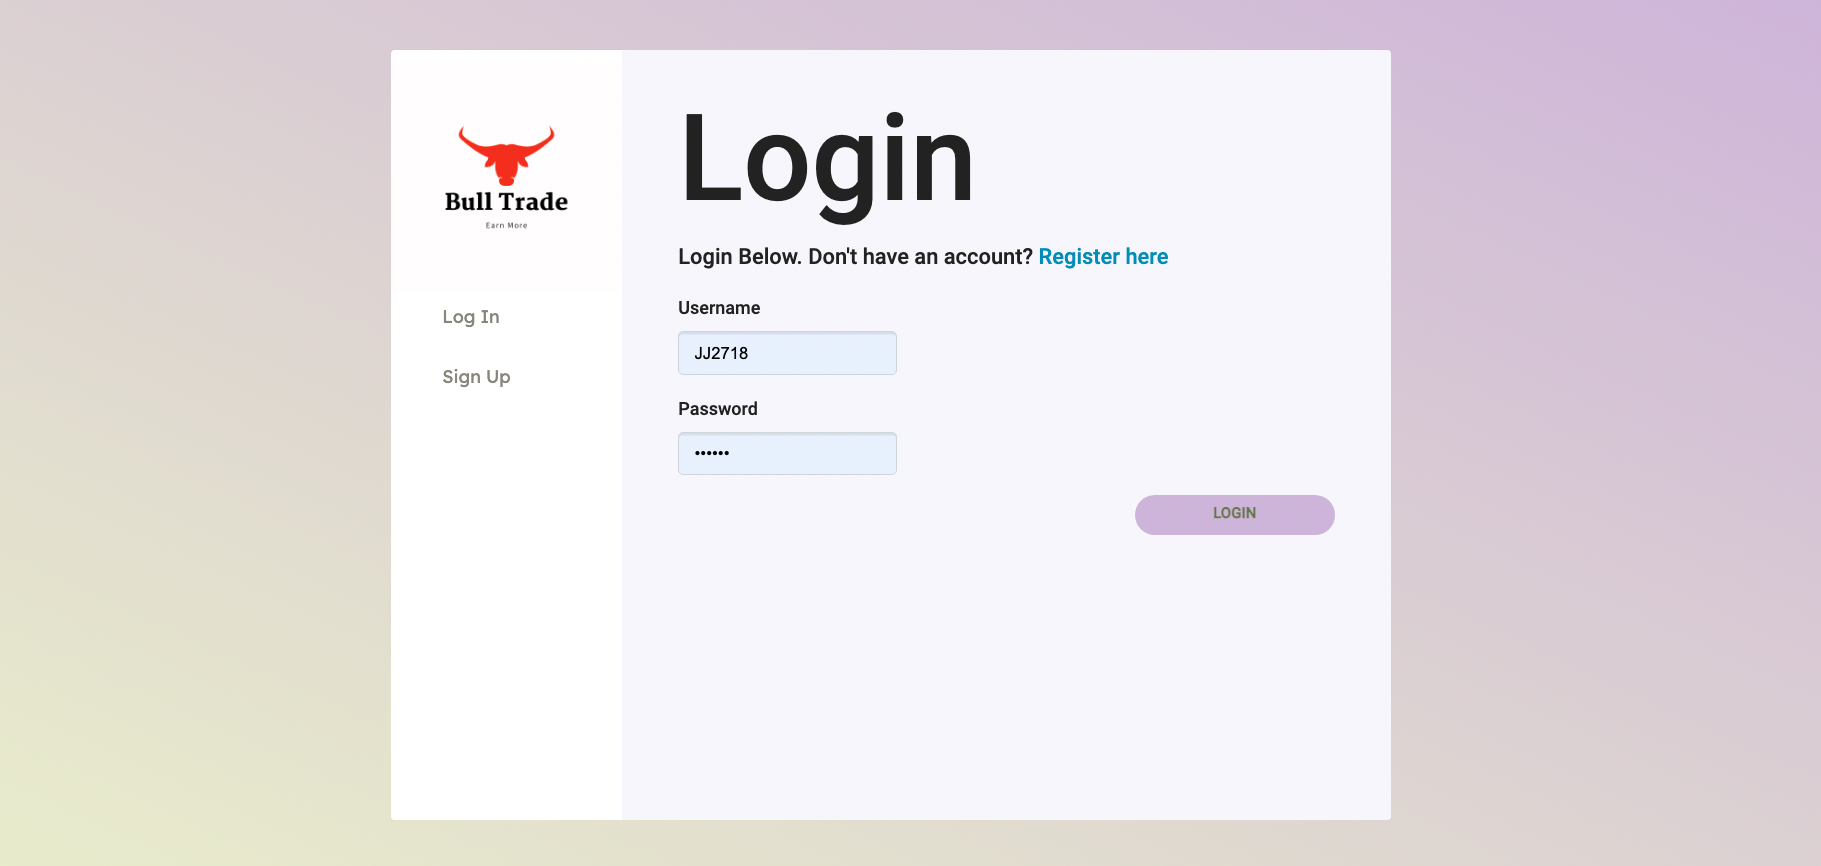 Bull Trade
Earn More
Log In
Sign Up
Login
Login Below. Don't have an account? Register here
Username
JJ2718
Password
••••••
LOGIN